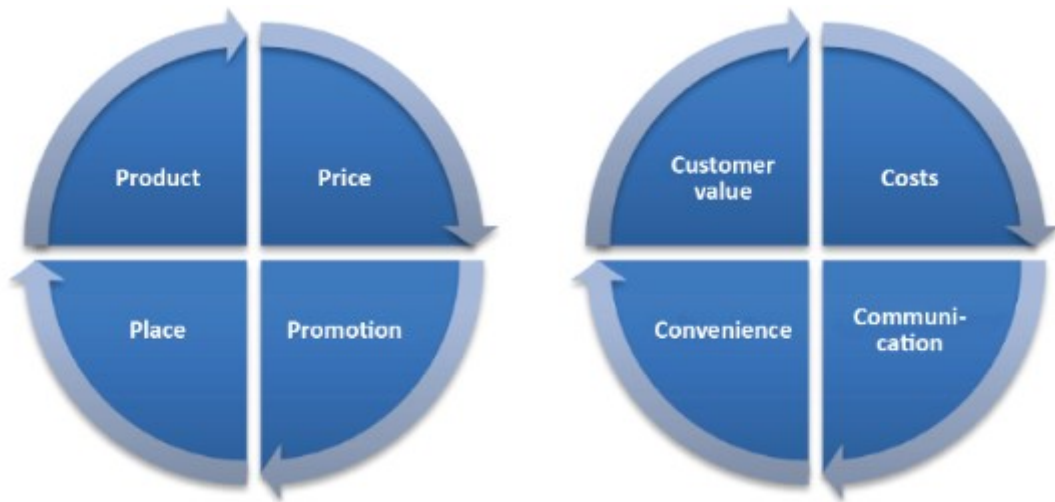 Product
Price
Place
Promotion
Customer
value
Costs
Convenience
Communi-
cation